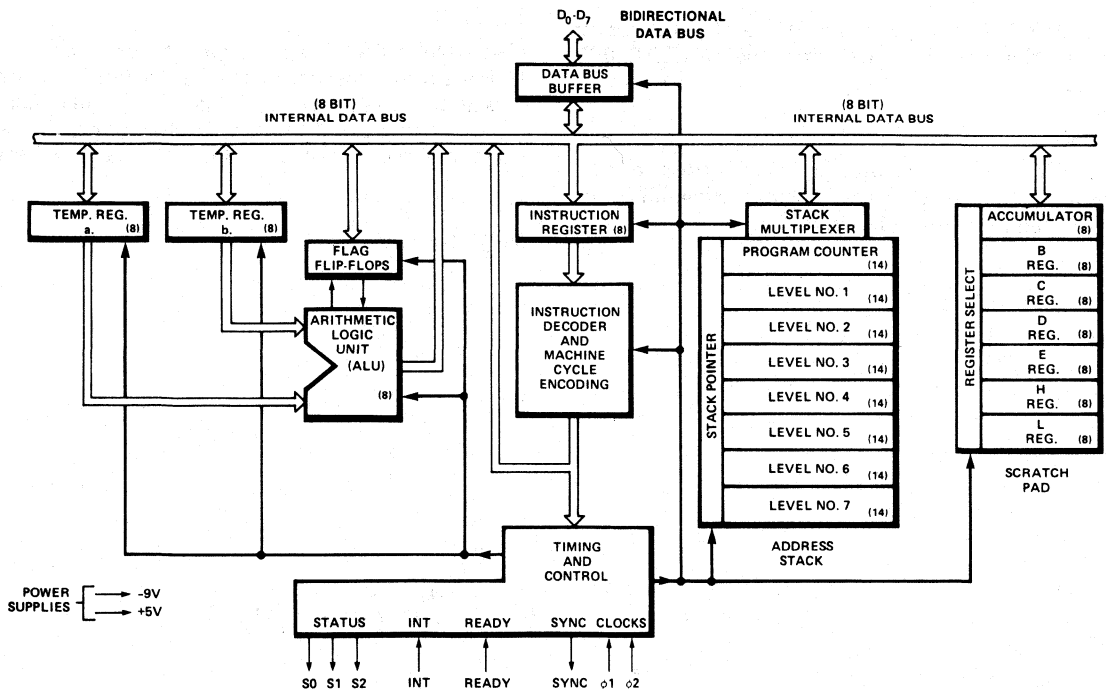 D0-D7
BIDIRECTIONAL
DATA BUS
DATA BUS
BUFFER
(8 BIT)
INTERNAL DATA BUS
(8 BIT)
INTERNAL DATA BUS
TEMP. REG.
a. (8)
TEMP. REG.
b. (8)
FLAG
FLIP-FLOPS
ARITHMETIC
LOGIC
UNIT
(ALU)
(8)
INSTRUCTION
REGISTER (8)
INSTRUCTION
DECODER
AND
MACHINE
CYCLE
ENCODING
STACK
MULTIPLEXER
STACK POINTER
PROGRAM COUNTER
(14)
LEVEL NO. 1
(14)
LEVEL NO. 2
(14)
LEVEL NO. 3
(14)
LEVEL NO. 4
(14)
LEVEL NO. 5
(14)
LEVEL NO. 6
(14)
LEVEL NO. 7
(14)
ADDRESS
STACK
REGISTER SELECT
ACCUMULATOR
(8)
B
REG. (8)
C
REG. (8)
D
REG. (8)
E
REG. (8)
H
REG. (8)
L
REG. (8)
SCRATCH
PAD
TIMING
AND
CONTROL
STATUS INT READY SYNC CLOCKS
S0 S1 S2 INT READY SYNC ϕ1 ϕ2
POWER
SUPPLIES
-9V
+5V